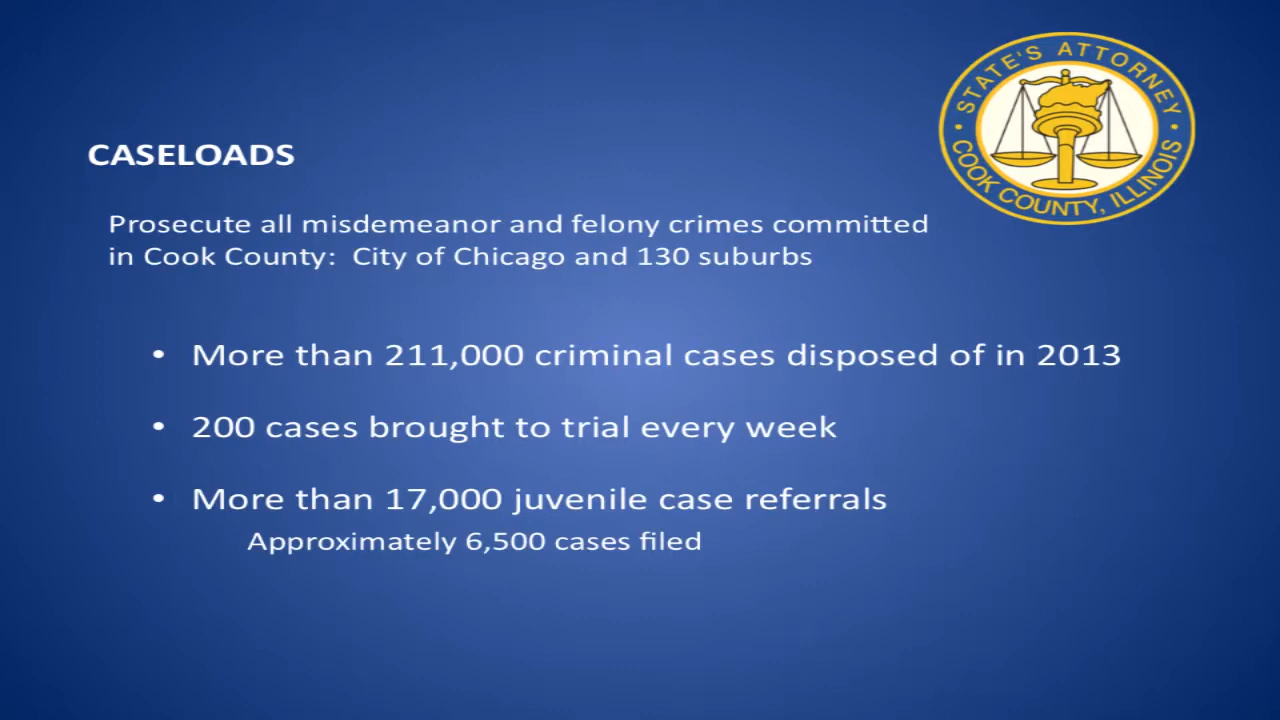 STATE'S ATTORNEY
COOK COUNTY, ILLINOIS
CASELOADS
Prosecute all misdemeanor and felony crimes committed
in Cook County: City of Chicago and 130 suburbs
• More than 211,000 criminal cases disposed of in 2013
• 200 cases brought to trial every week
• More than 17,000 juvenile case referrals
Approximately 6,500 cases filed